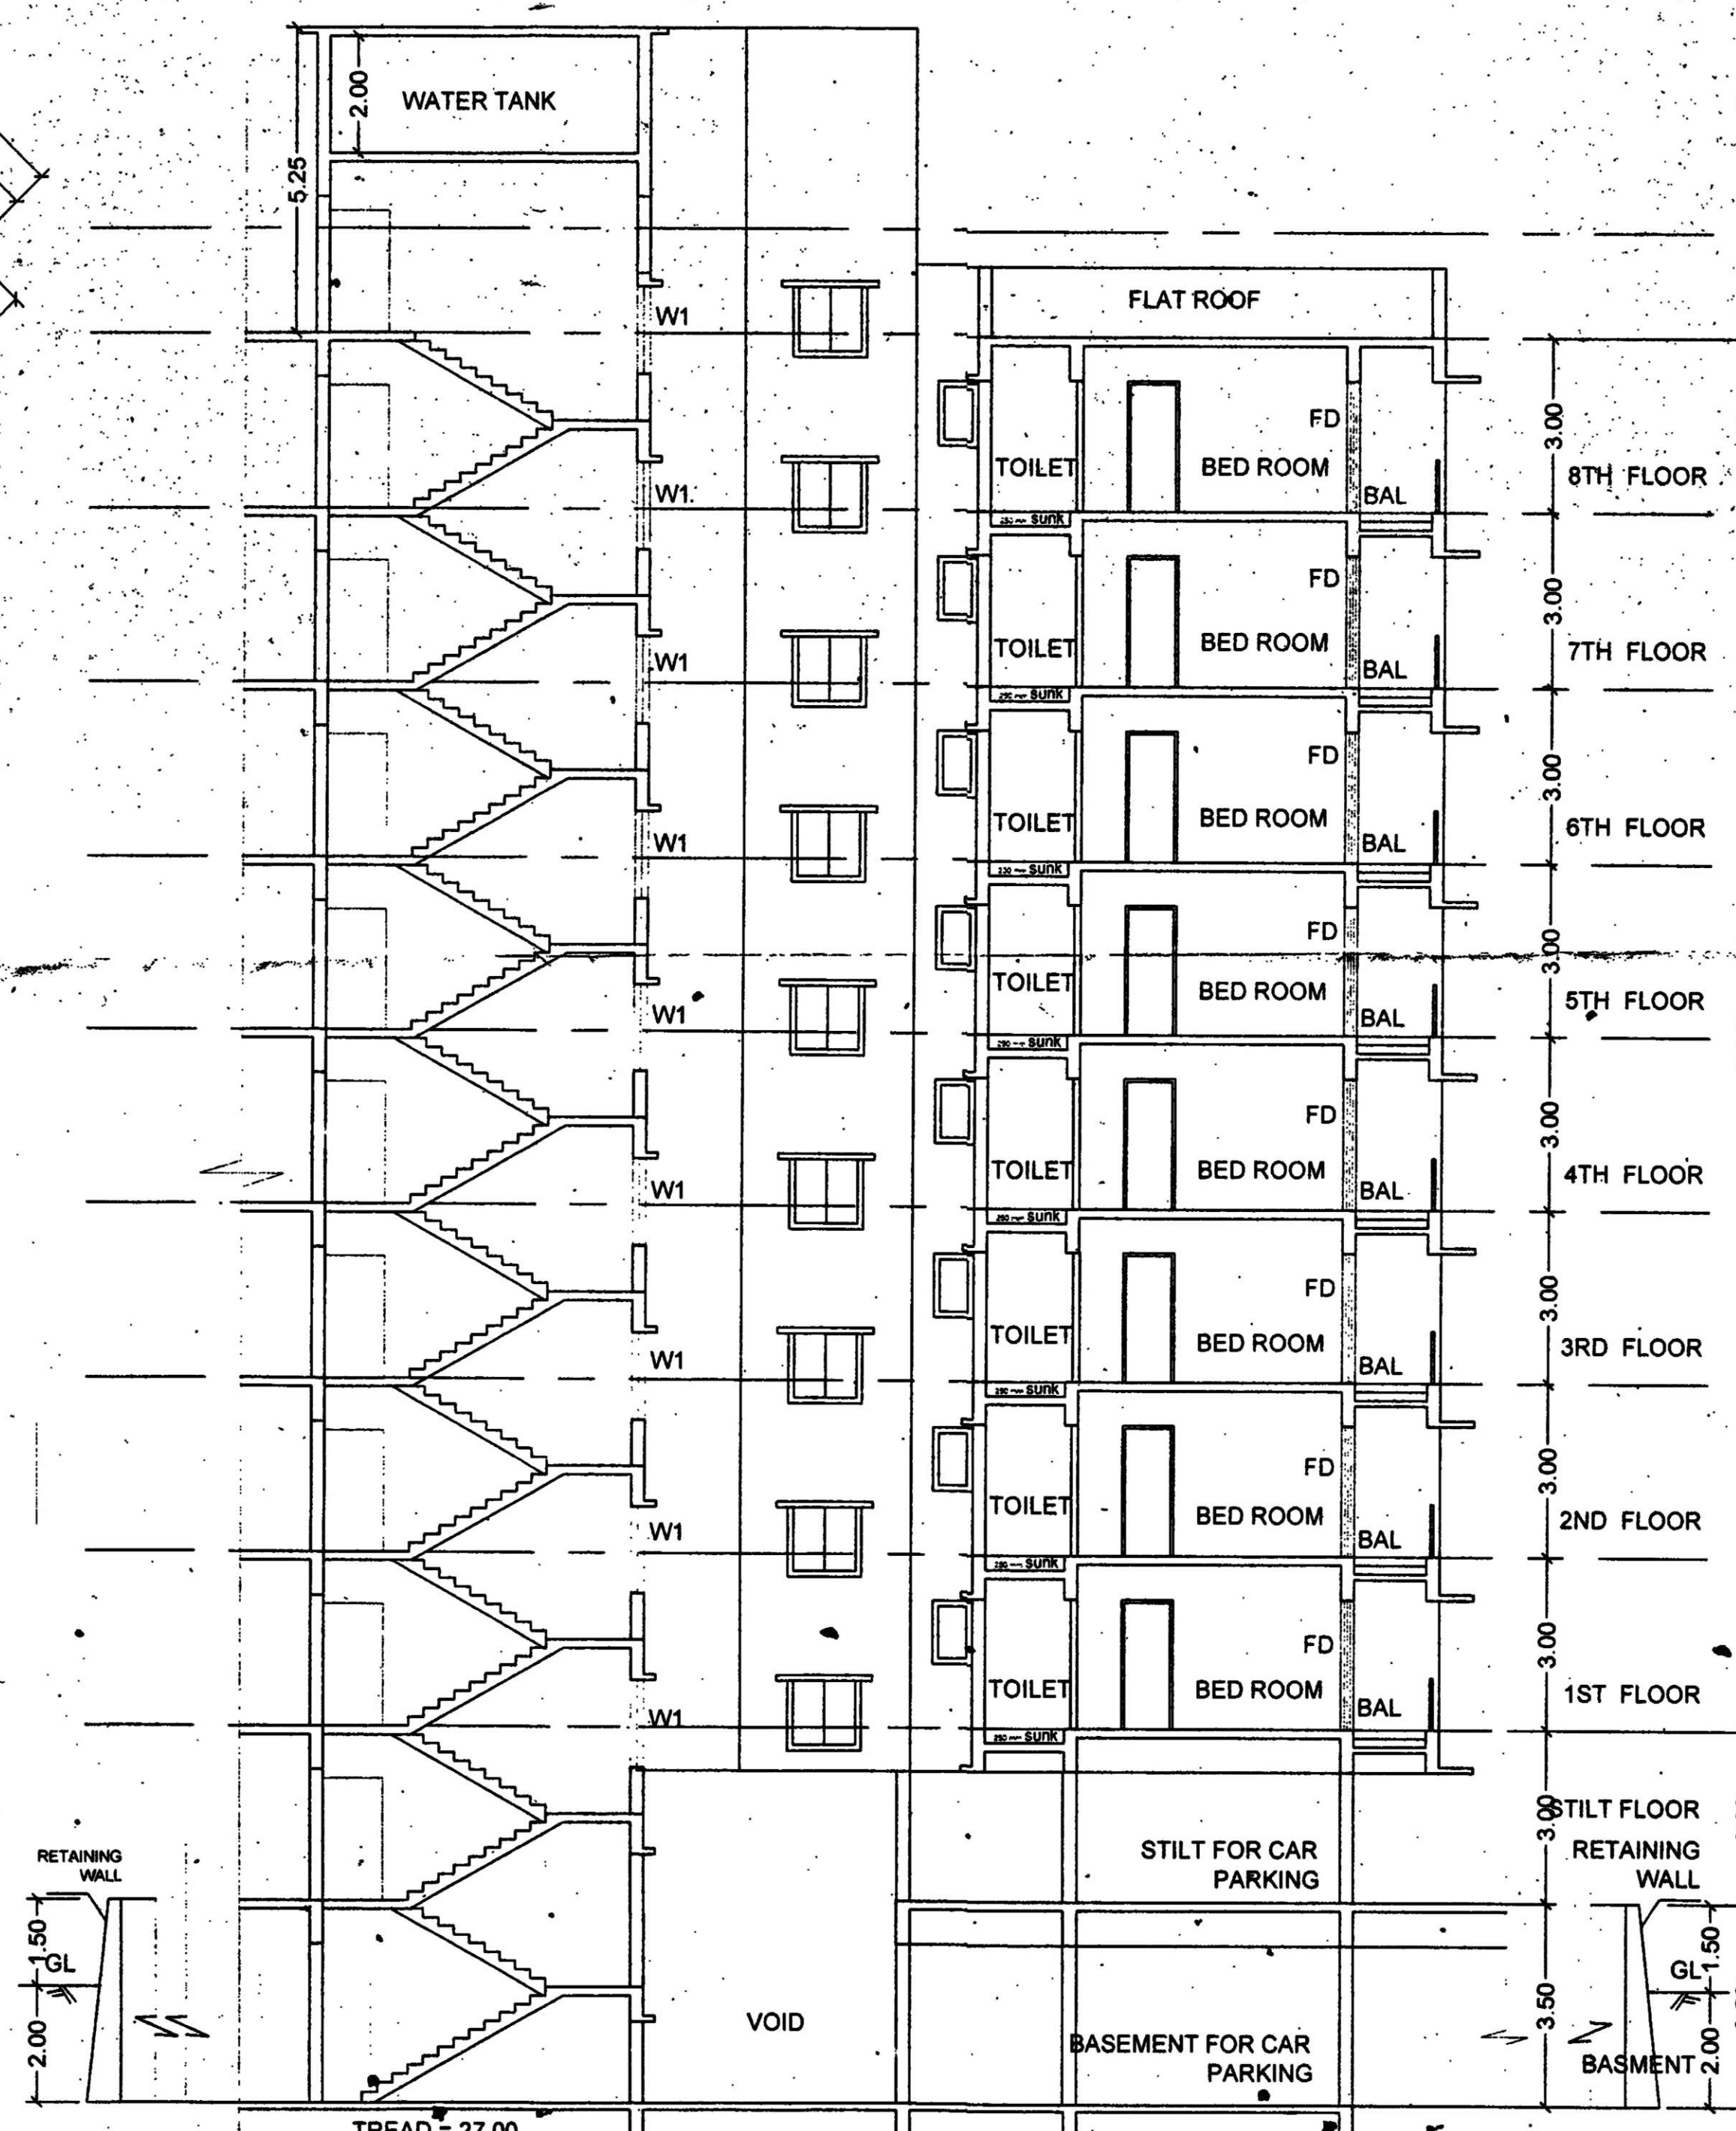 2.00
WATER TANK
5.25
FLAT ROOF
W1
3.00
FD
TOILET
BED ROOM
BAL
8TH FLOOR
W1
sunk
3.00
FD
TOILET
BED ROOM
BAL
7TH FLOOR
W1
sunk
3.00
FD
TOILET
BED ROOM
BAL
6TH FLOOR
W1
sunk
3.00
FD
TOILET
BED ROOM
BAL
5TH FLOOR
W1
sunk
3.00
FD
TOILET
BED ROOM
BAL
4TH FLOOR
W1
sunk
3.00
FD
TOILET
BED ROOM
BAL
3RD FLOOR
W1
sunk
3.00
FD
TOILET
BED ROOM
BAL
2ND FLOOR
W1
sunk
3.00
FD
TOILET
BED ROOM
BAL
1ST FLOOR
W1
sunk
3.00
STILT FLOOR
STILT FOR CAR
PARKING
RETAINING
WALL
RETAINING
WALL
1.50
GL
2.00
VOID
BASEMENT FOR CAR
PARKING
3.50
BASMENT
1.50
GL
2.00
TREAD = 27.00